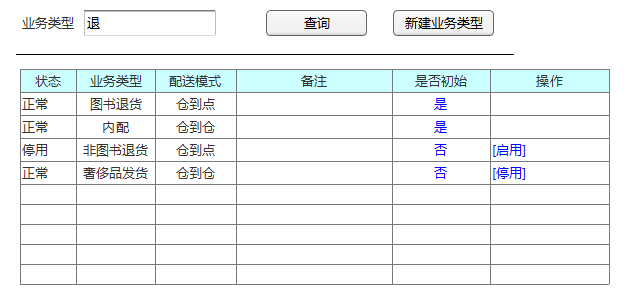 业务类型 退 查询 新建业务类型
状态 业务类型 配送模式 备注 是否初始 操作
正常 图书退货 仓到点 是
正常 内配 仓到仓 是
停用 非图书退货 仓到点 否 [启用]
正常 奢侈品发货 仓到仓 否 [停用]